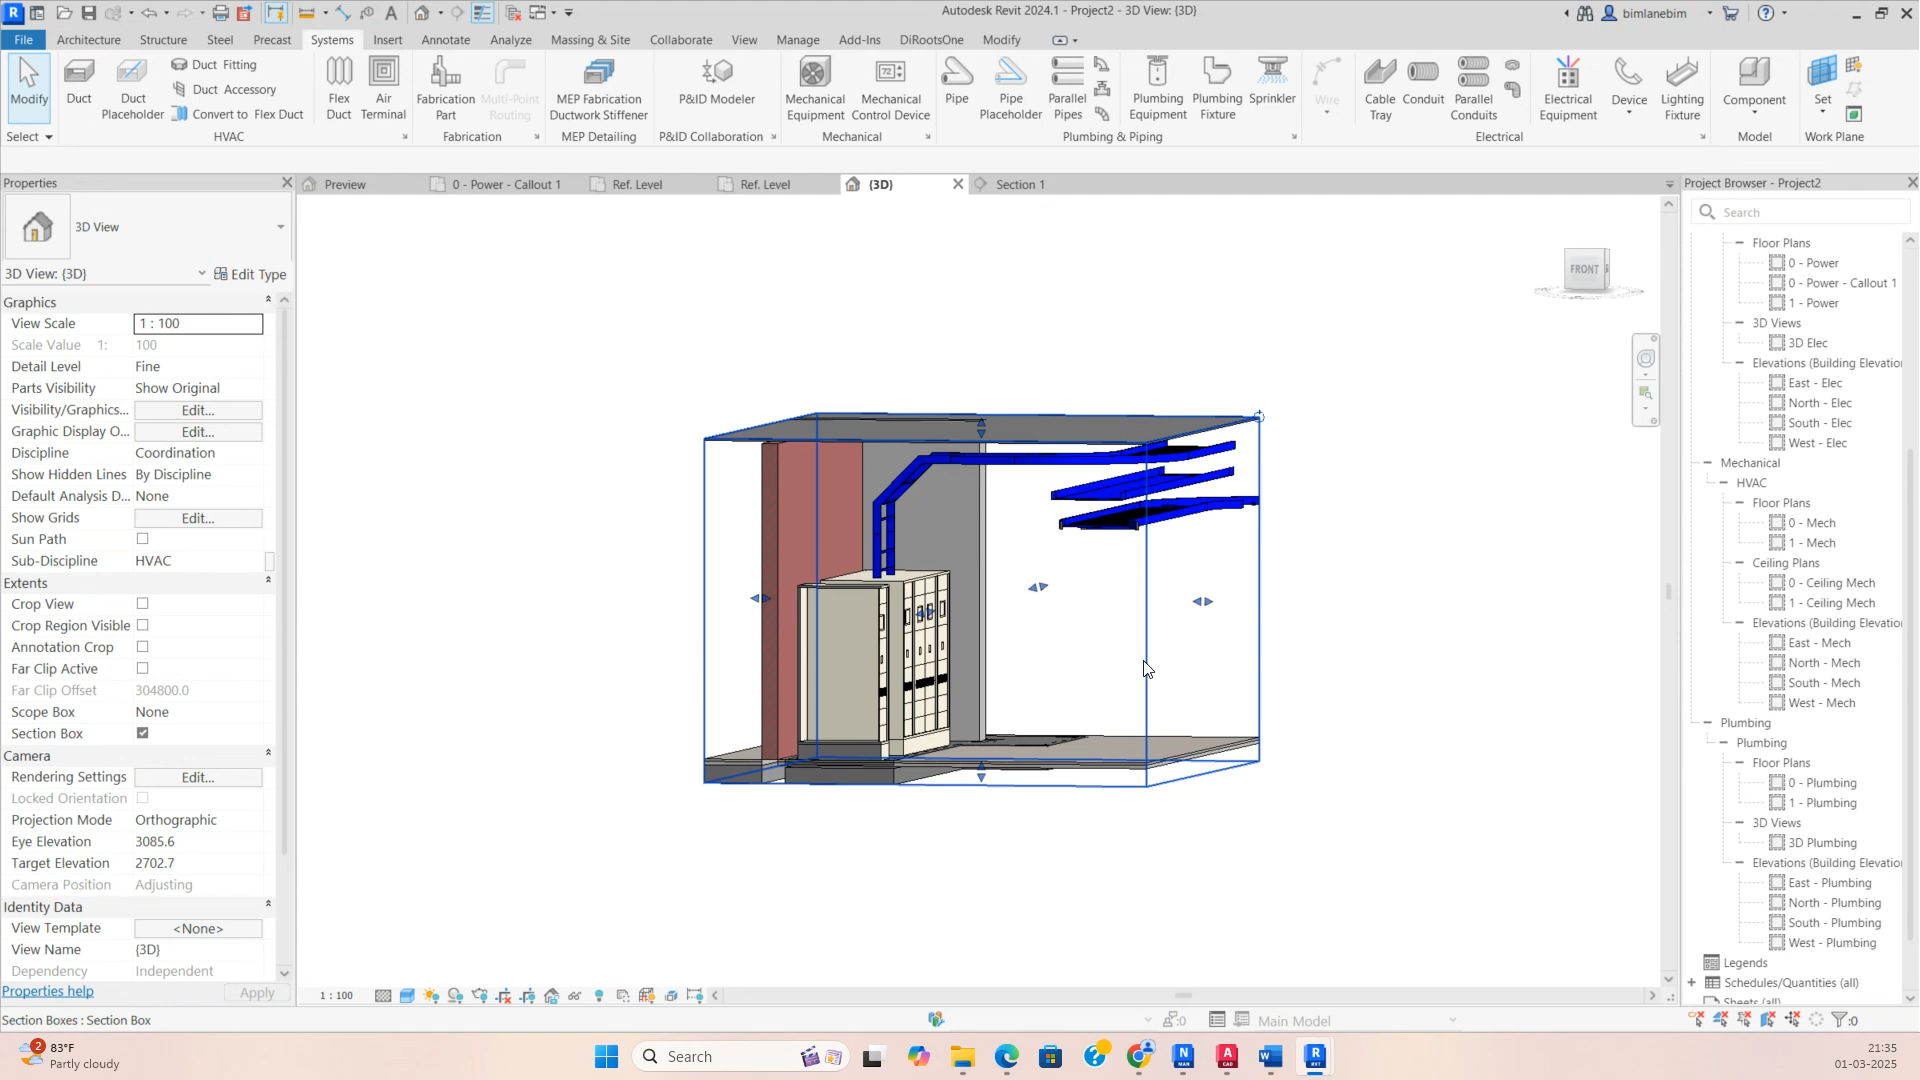 Autodesk Revit 2024.1 - Project2 - 3D View: {3D}
bimlanebim
File Architecture Structure Steel Precast Systems Insert Annotate Analyze Massing & Site Collaborate View Manage Add-Ins DiRootsOne Modify
Modify
Duct
Duct Placeholder
Duct Fitting
Duct Accessory
Convert to Flex Duct
Flex Duct
Air Terminal
Fabrication Part
Multi-Point Routing
MEP Fabrication Ductwork Stiffener
P&ID Modeler
Mechanical Equipment
Mechanical Control Device
Pipe
Pipe Placeholder
Parallel Pipes
Plumbing Equipment
Plumbing Fixture
Sprinkler
Wire
Cable Tray
Conduit
Parallel Conduits
Electrical Equipment
Device
Lighting Fixture
Component
Set
Select HVAC Fabrication MEP Detailing P&ID Collaboration Mechanical Plumbing & Piping Electrical Model Work Plane
Properties
Preview 0 - Power - Callout 1 Ref. Level Ref. Level {3D} Section 1
Project Browser - Project2
3D View
3D View: {3D} Edit Type
Graphics
View Scale 1 : 100
Scale Value 1: 100
Detail Level Fine
Parts Visibility Show Original
Visibility/Graphics... Edit...
Graphic Display O... Edit...
Discipline Coordination
Show Hidden Lines By Discipline
Default Analysis D... None
Show Grids Edit...
Sun Path
Sub-Discipline HVAC
Extents
Crop View
Crop Region Visible
Annotation Crop
Far Clip Active
Far Clip Offset 304800.0
Scope Box None
Section Box
Camera
Rendering Settings Edit...
Locked Orientation
Projection Mode Orthographic
Eye Elevation 3085.6
Target Elevation 2702.7
Camera Position Adjusting
Identity Data
View Template <None>
View Name {3D}
Dependency Independent
Properties help Apply
FRONT
Search
Floor Plans
0 - Power
0 - Power - Callout 1
1 - Power
3D Views
3D Elec
Elevations (Building Elevatio
East - Elec
North - Elec
South - Elec
West - Elec
Mechanical
HVAC
Floor Plans
0 - Mech
1 - Mech
Ceiling Plans
0 - Ceiling Mech
1 - Ceiling Mech
Elevations (Building Elevatio
East - Mech
North - Mech
South - Mech
West - Mech
Plumbing
Plumbing
Floor Plans
0 - Plumbing
1 - Plumbing
3D Views
3D Plumbing
Elevations (Building Elevatio
East - Plumbing
North - Plumbing
South - Plumbing
West - Plumbing
Legends
Schedules/Quantities (all)
Sheets (all)
1 : 100
Section Boxes : Section Box
:0
Main Model
:0
2
83°F
Partly cloudy
Search
21:35
01-03-2025